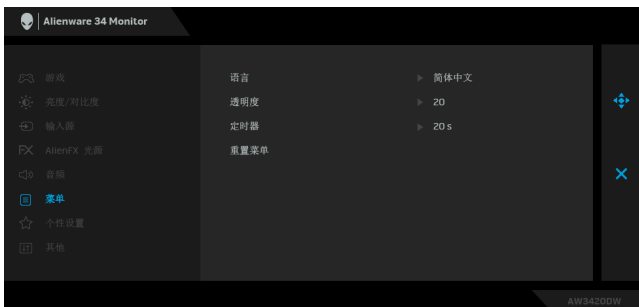 Alienware 34 Monitor
游戏
亮度/对比度
输入源
FX AlienFX 光源
音频
菜单
个性设置
其他
语言 简体中文
透明度 20
定时器 20 s
重置菜单
AW3420DW